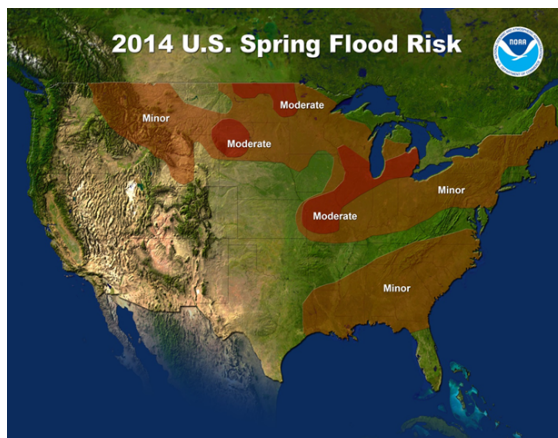 2014 U.S. Spring Flood Risk
NOAA
Moderate
Minor
Moderate
Minor
Moderate
Minor